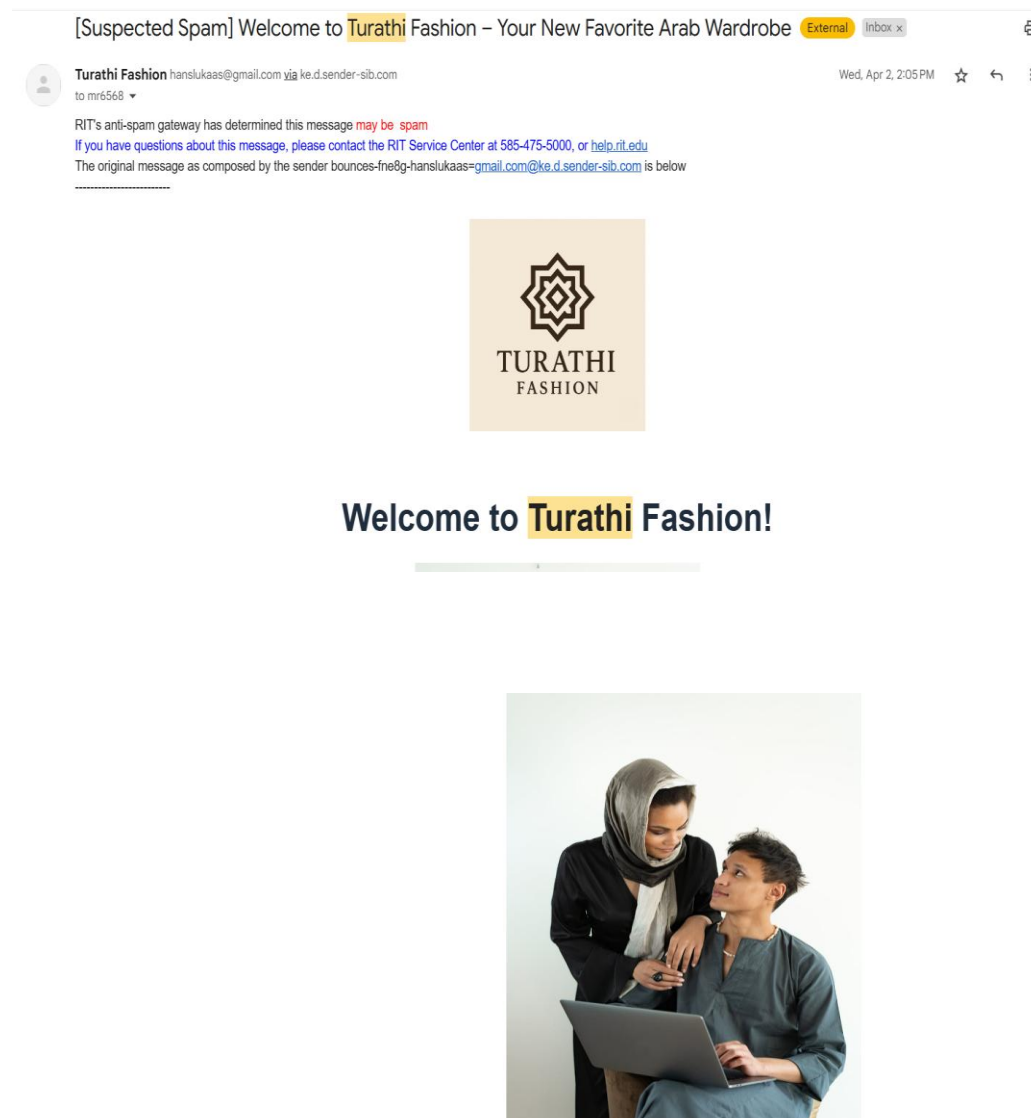 [Suspected Spam] Welcome to Turathi Fashion – Your New Favorite Arab Wardrobe External Inbox x
Turathi Fashion hanslukaas@gmail.com via ke.d.sender-sib.com Wed, Apr 2, 2:05 PM
to mr6568
RIT's anti-spam gateway has determined this message may be spam
If you have questions about this message, please contact the RIT Service Center at 585-475-5000, or help.rit.edu
The original message as composed by the sender bounces-fne8g-hanslukaas=gmail.com@ke.d.sender-sib.com is below
-------------------------
TURATHI
FASHION
Welcome to Turathi Fashion!